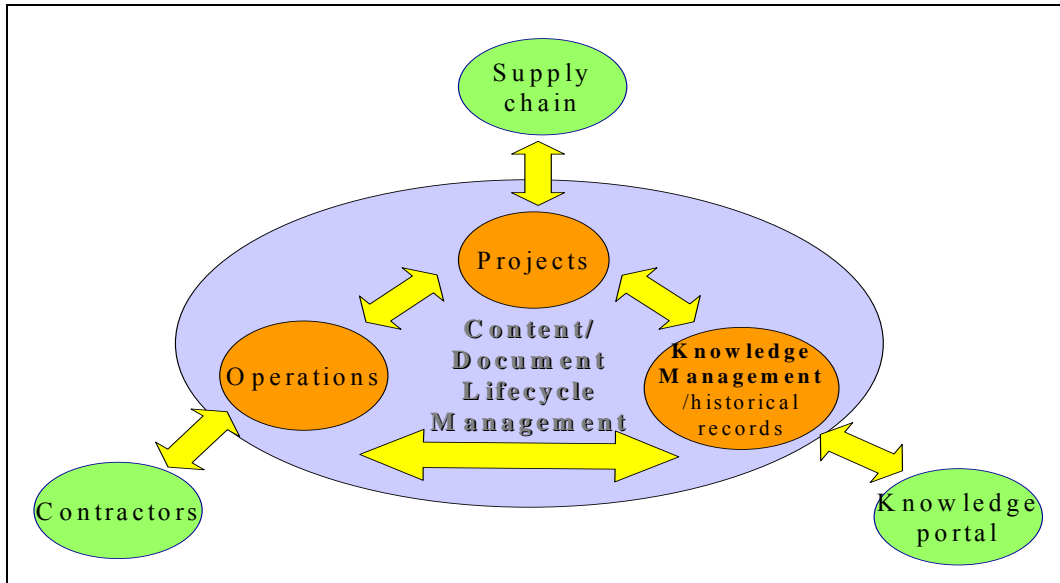 Supply
chain
Projects
Content/
Document
Lifecycle
Management
Operations
Knowledge
Management
/historical
records
Contractors
Knowledge
portal